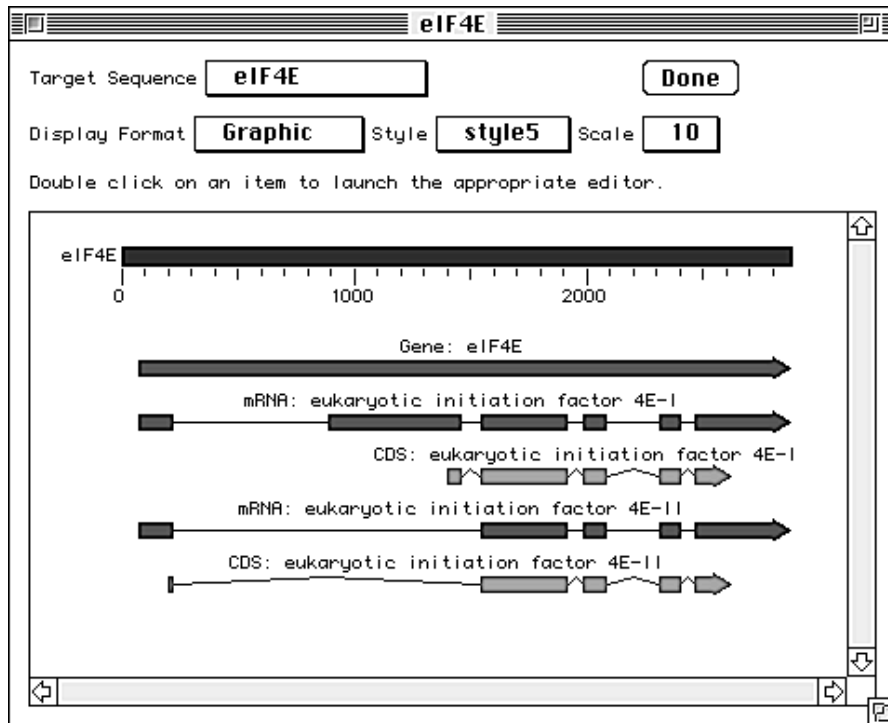 eIF4E
Target Sequence eIF4E Done
Display Format Graphic Style style5 Scale 10
Double click on an item to launch the appropriate editor.
eIF4E
0 1000 2000
Gene: eIF4E
mRNA: eukaryotic initiation factor 4E-I
CDS: eukaryotic initiation factor 4E-I
mRNA: eukaryotic initiation factor 4E-II
CDS: eukaryotic initiation factor 4E-II